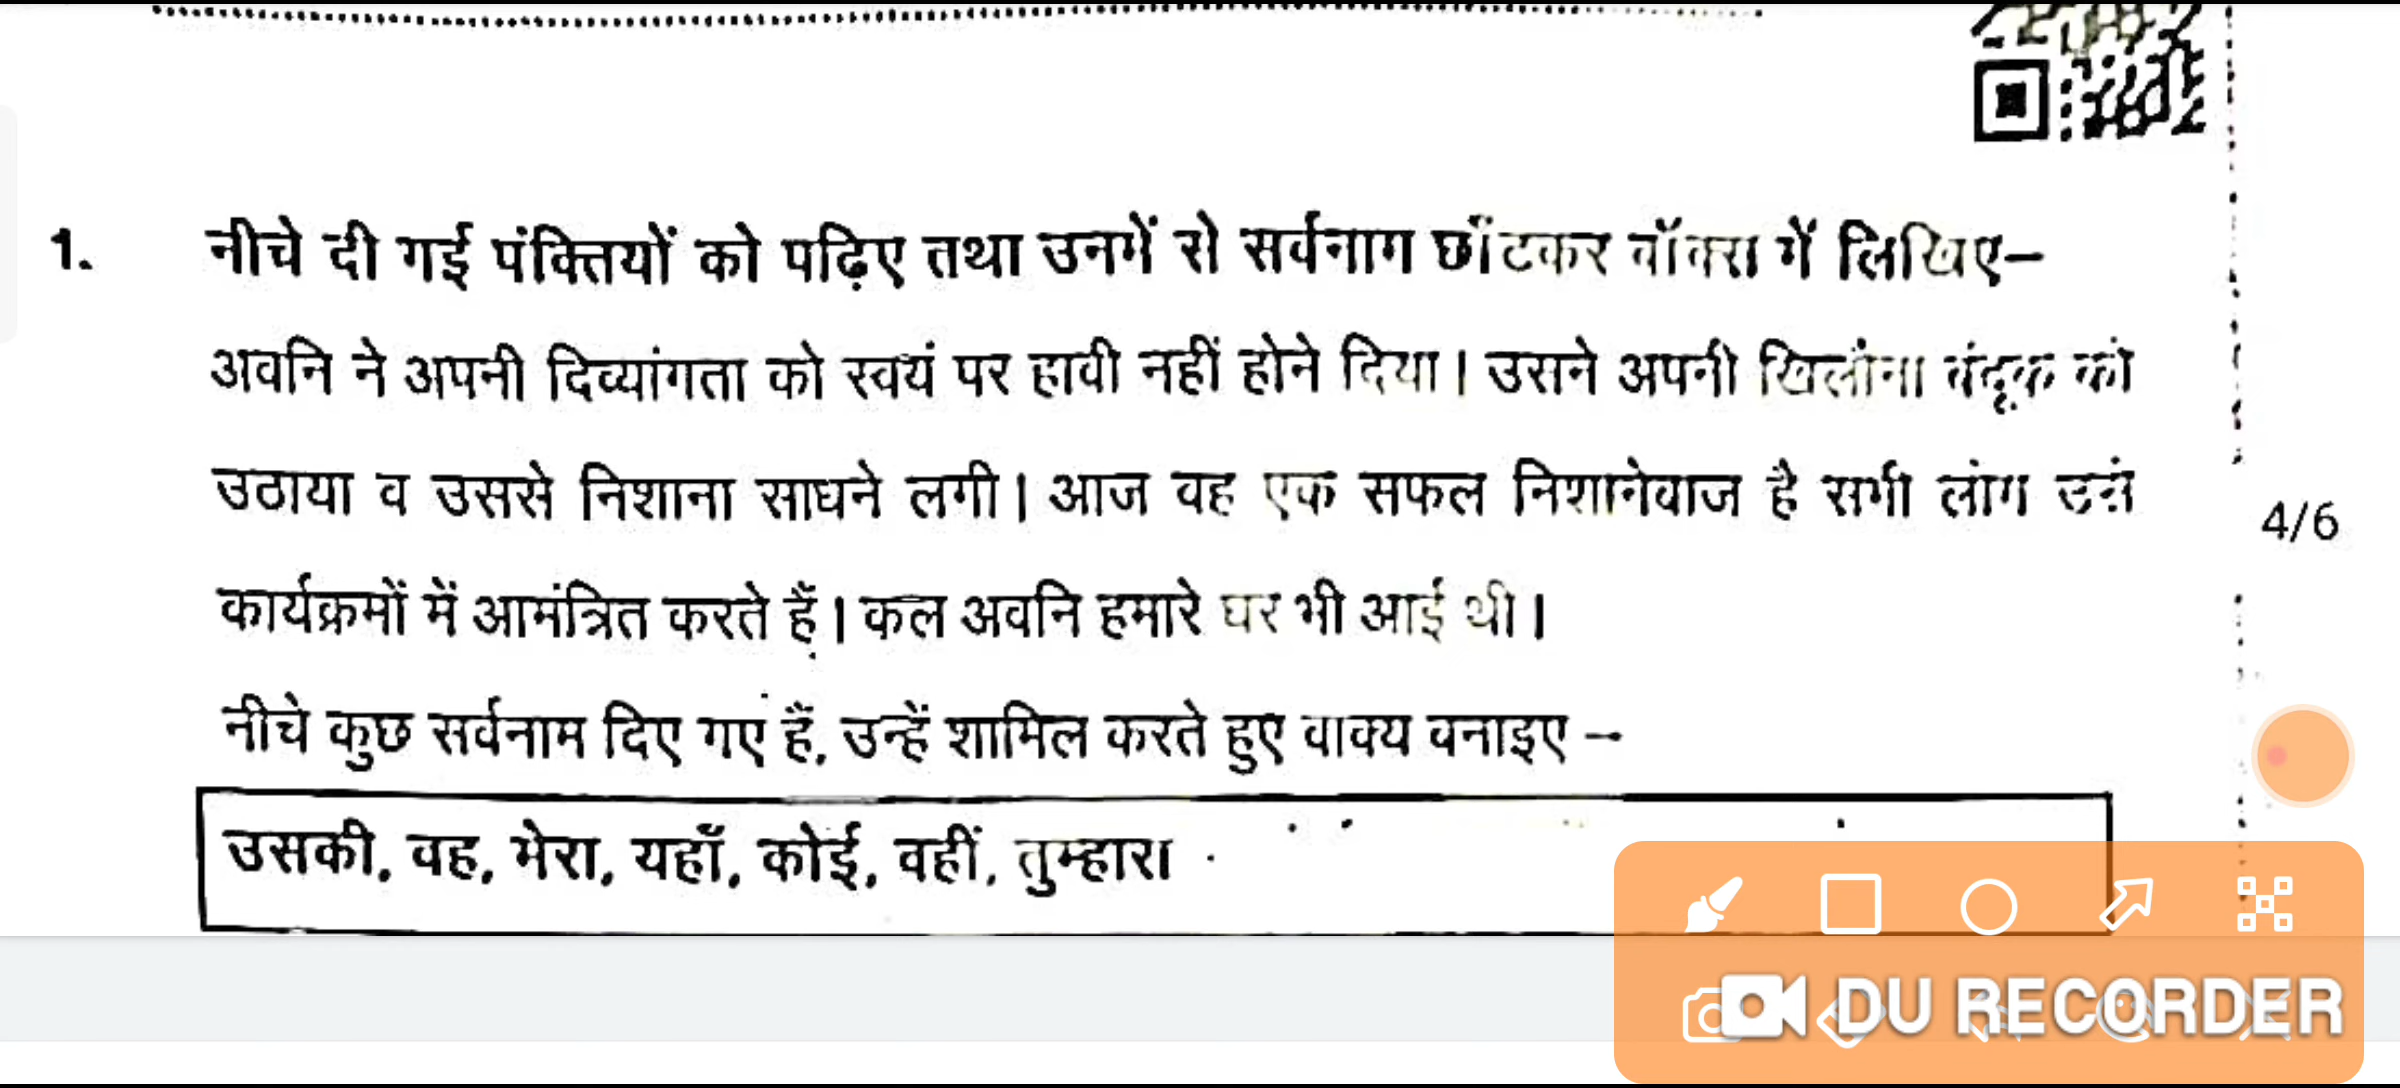 1. नीचे दी गई पंक्तियों को पढ़िए तथा उनमें से सर्वनाम छाँटकर बॉक्स में लिखिए–
अवनि ने अपनी दिव्यांगता को स्वयं पर हावी नहीं होने दिया। उसने अपनी खिलौना बंदूक को
उठाया व उससे निशाना साधने लगी। आज वह एक सफल निशानेबाज है सभी लोग उसे
4/6
कार्यक्रमों में आमंत्रित करते हैं। कल अवनि हमारे घर भी आई थी।
नीचे कुछ सर्वनाम दिए गए हैं, उन्हें शामिल करते हुए वाक्य बनाइए –
उसकी, वह, मेरा, यहाँ, कोई, वहीं, तुम्हारा
DU RECORDER